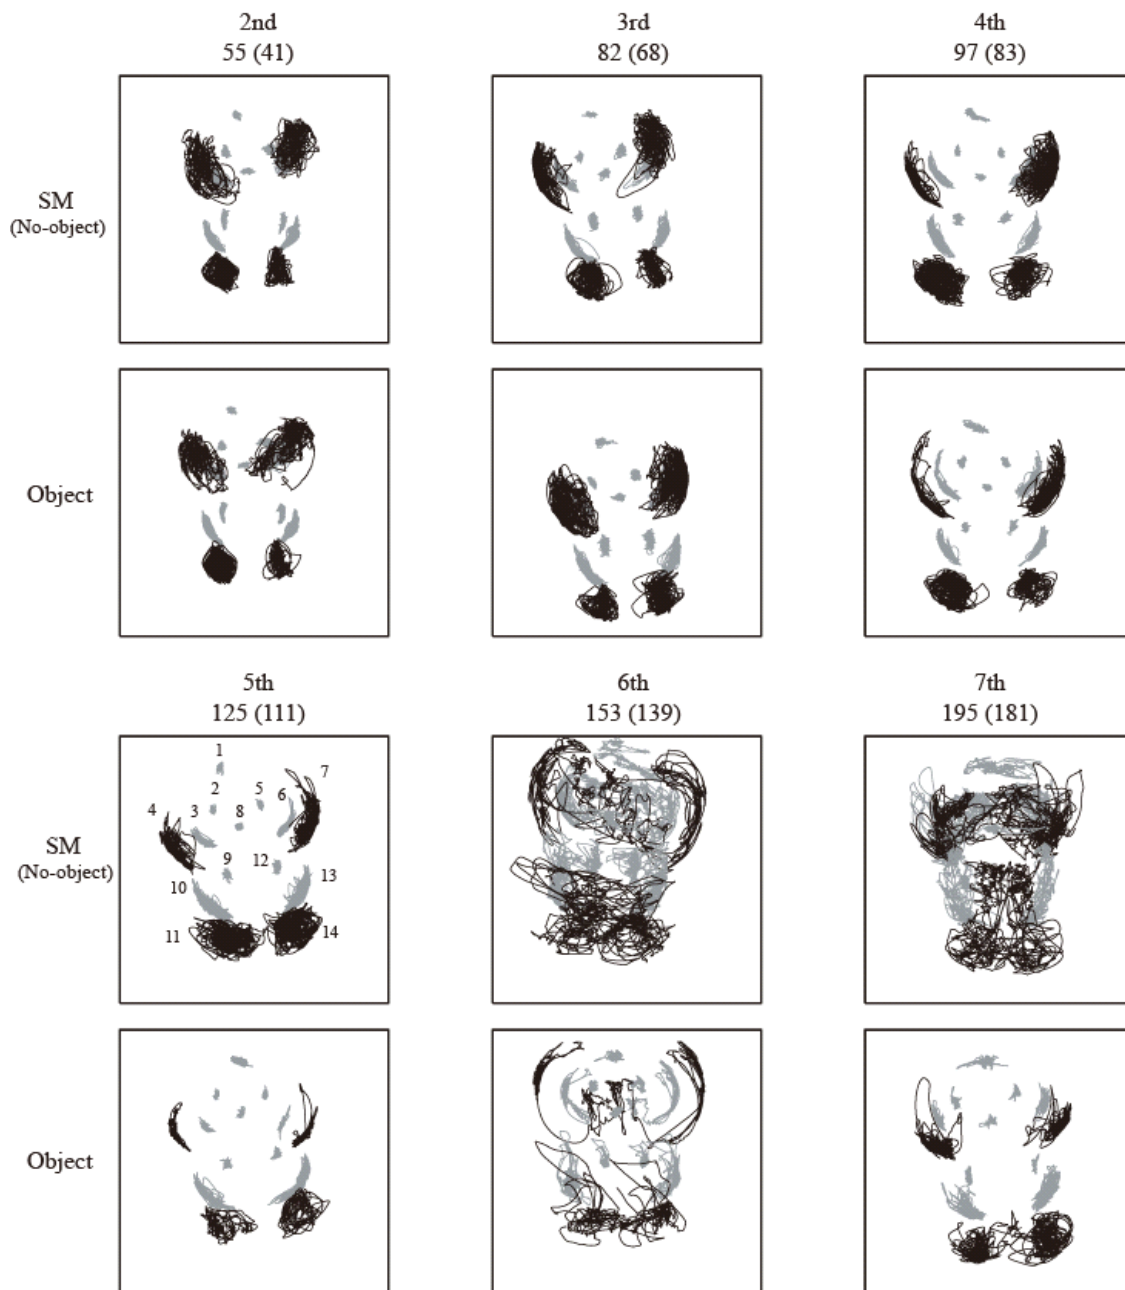 2nd
55 (41)
3rd
82 (68)
4th
97 (83)
SM
(No-object)
Object
5th
125 (111)
6th
153 (139)
7th
195 (181)
SM
(No-object)
1
2
3
4
5
6
7
8
9
10
11
12
13
14
Object